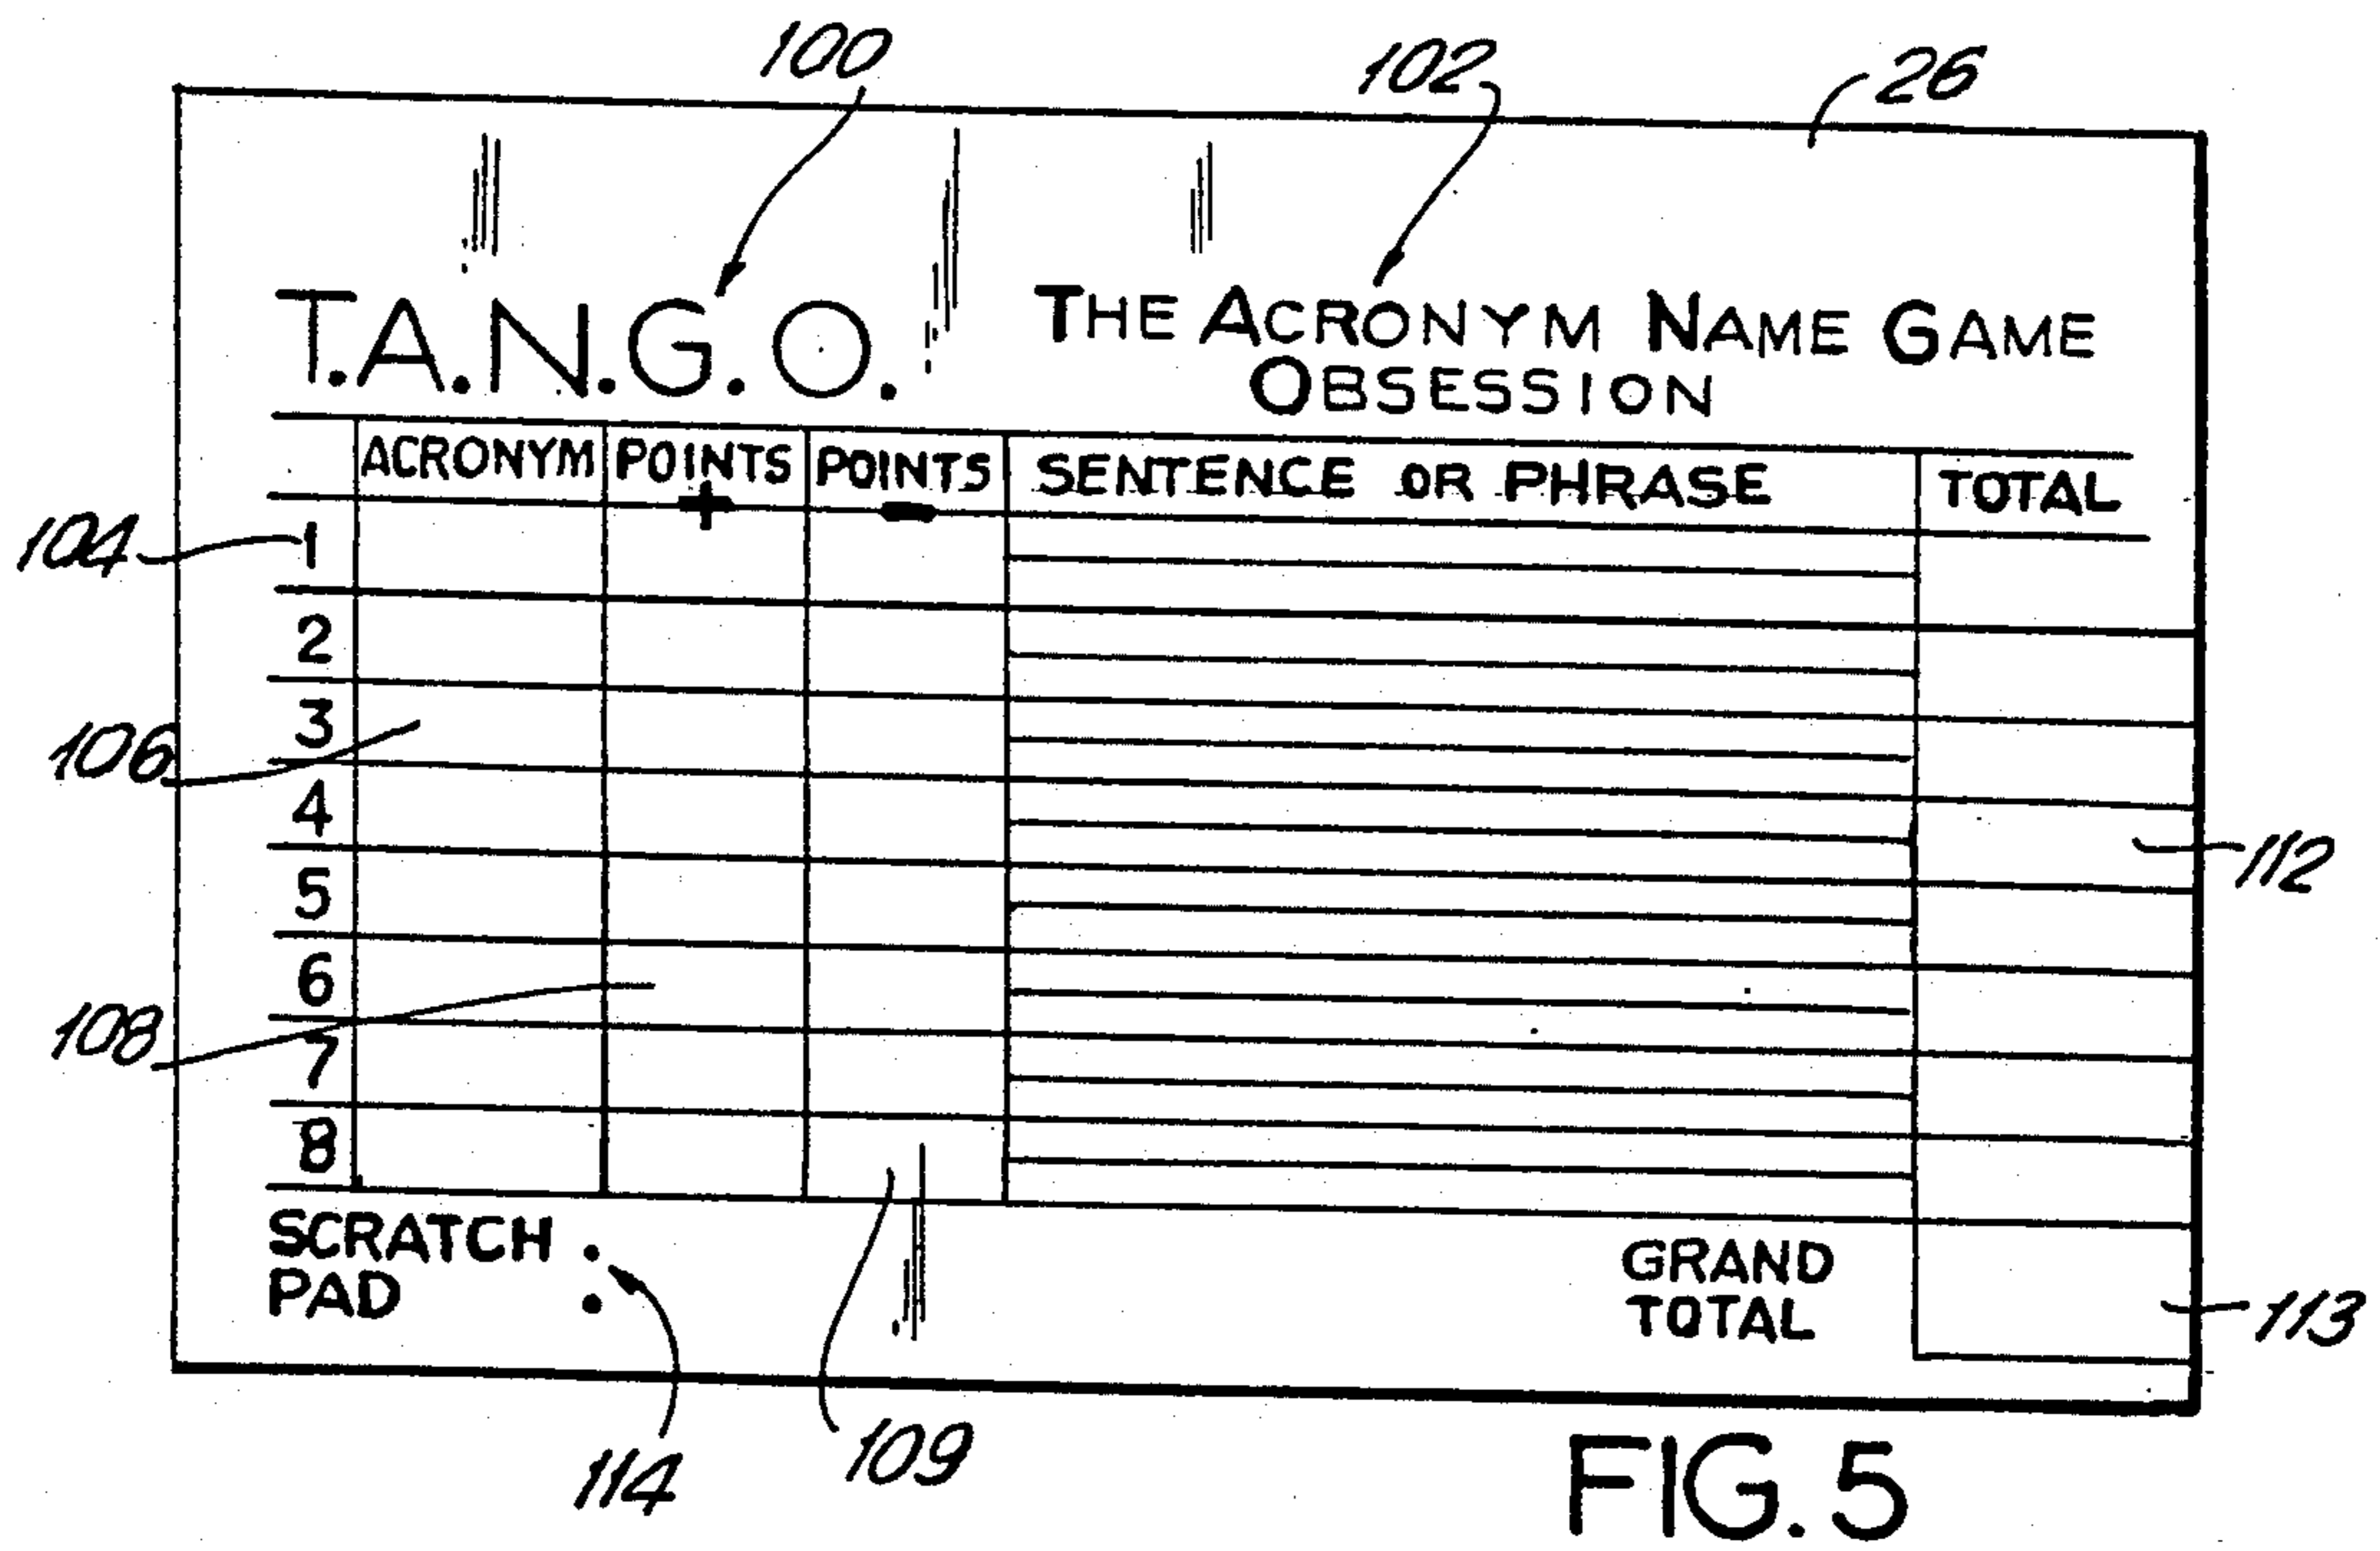 100 102 26
T.A.N.G.O. THE ACRONYM NAME GAME
OBSESSION
ACRONYM POINTS POINTS SENTENCE OR PHRASE TOTAL
+ -
104 1
2
106 3
4
112
5
6
108 7
8
SCRATCH :
PAD
GRAND
TOTAL
113
114 109
FIG. 5